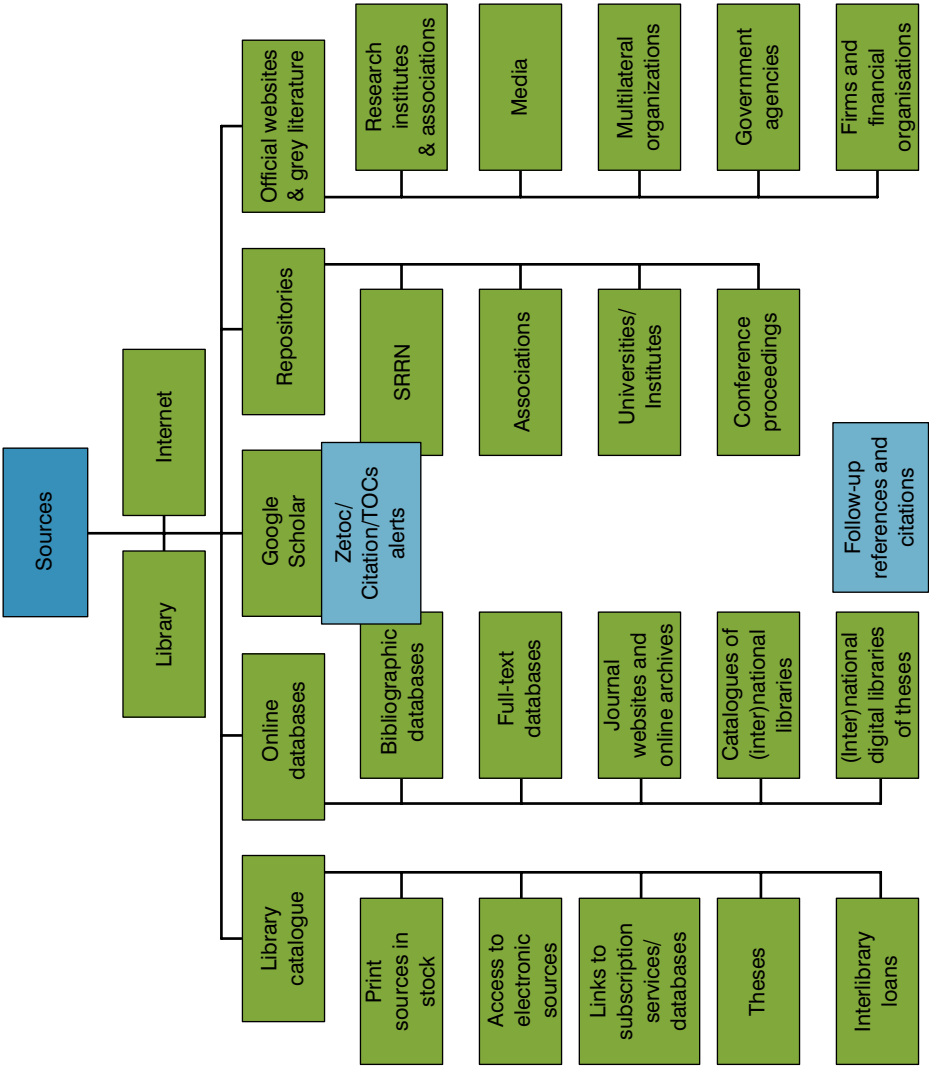 Sources
Library
Internet
Library
catalogue
Online
databases
Google
Scholar
Repositories
Official websites
& grey literature
Print
sources in
stock
Access to
electronic
sources
Links to
subscription
services/
databases
Theses
Interlibrary
loans
Bibliographic
databases
Full-text
databases
Journal
websites and
online archives
Catalogues of
(inter)national
libraries
(Inter)national
digital libraries
of theses
Zetoc/
Citation/TOCs
alerts
Follow-up
references and
citations
SRRN
Associations
Universities/
Institutes
Conference
proceedings
Research
institutes
& associations
Media
Multilateral
organizations
Government
agencies
Firms and
financial
organisations